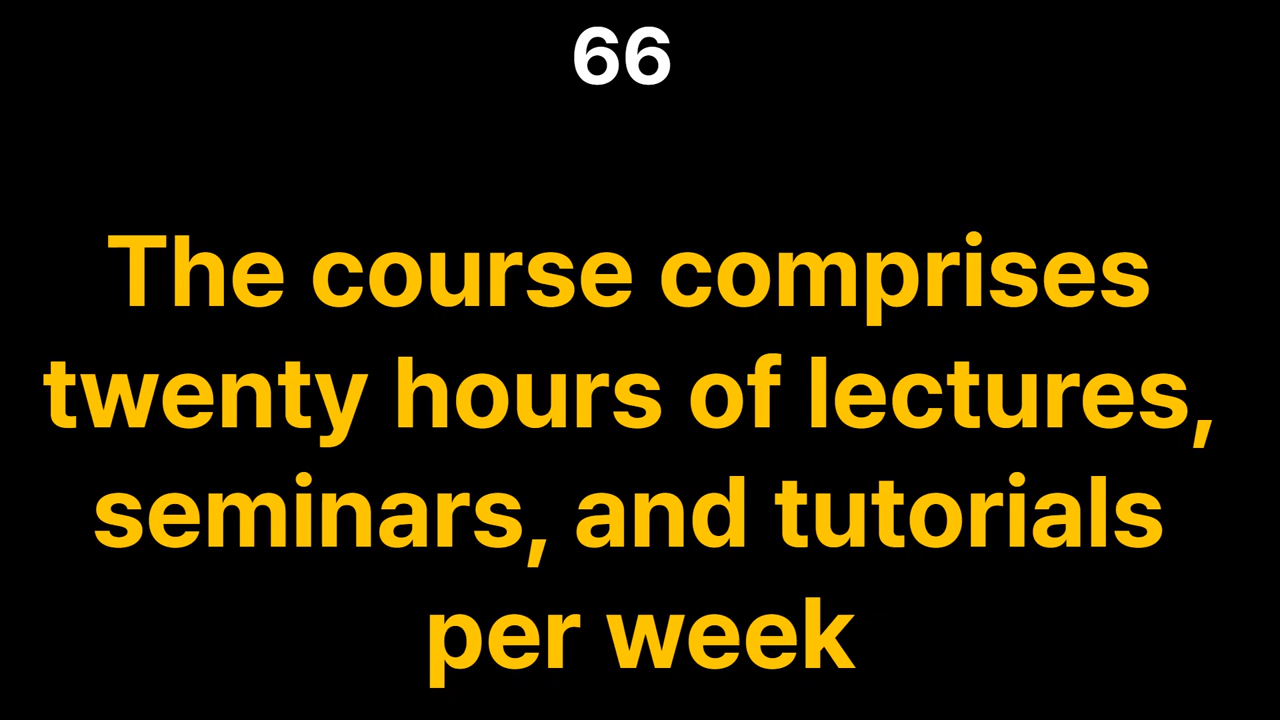 66
The course comprises
twenty hours of lectures,
seminars, and tutorials
per week